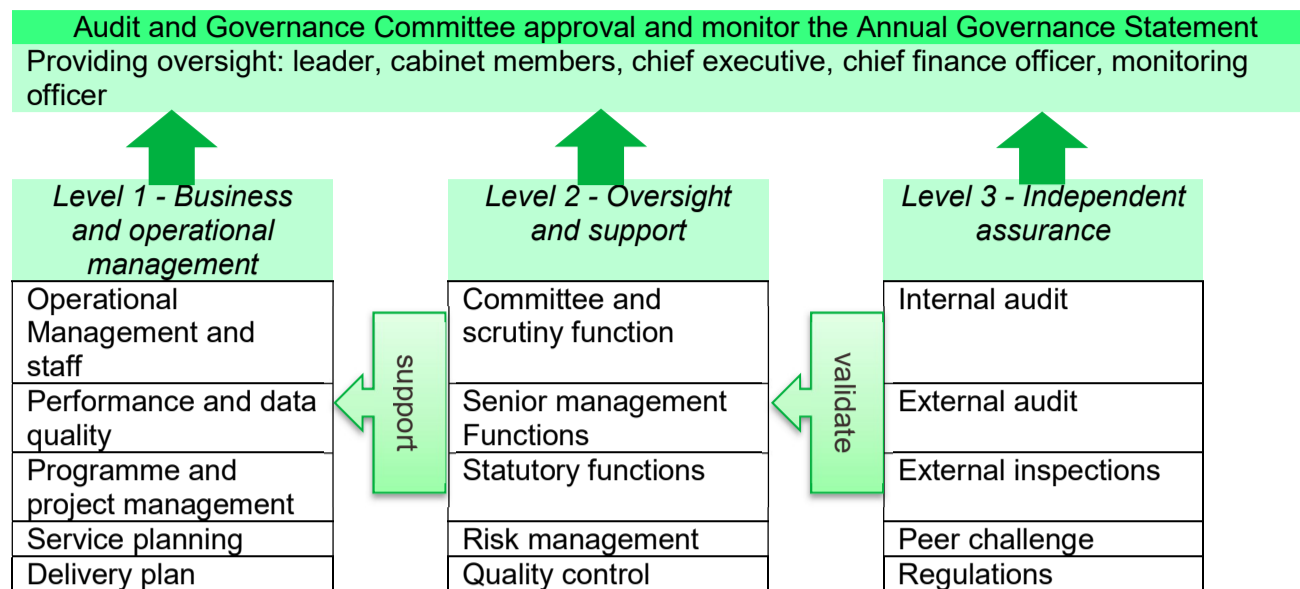 Audit and Governance Committee approval and monitor the Annual Governance Statement
Providing oversight: leader, cabinet members, chief executive, chief finance officer, monitoring
officer
Level 1 - Business
and operational
management
Operational
Management and
staff
Performance and data
quality
Programme and
project management
Service planning
Delivery plan
support
Level 2 - Oversight
and support
Committee and
scrutiny function
Senior management
Functions
Statutory functions
Risk management
Quality control
validate
Level 3 - Independent
assurance
Internal audit
External audit
External inspections
Peer challenge
Regulations